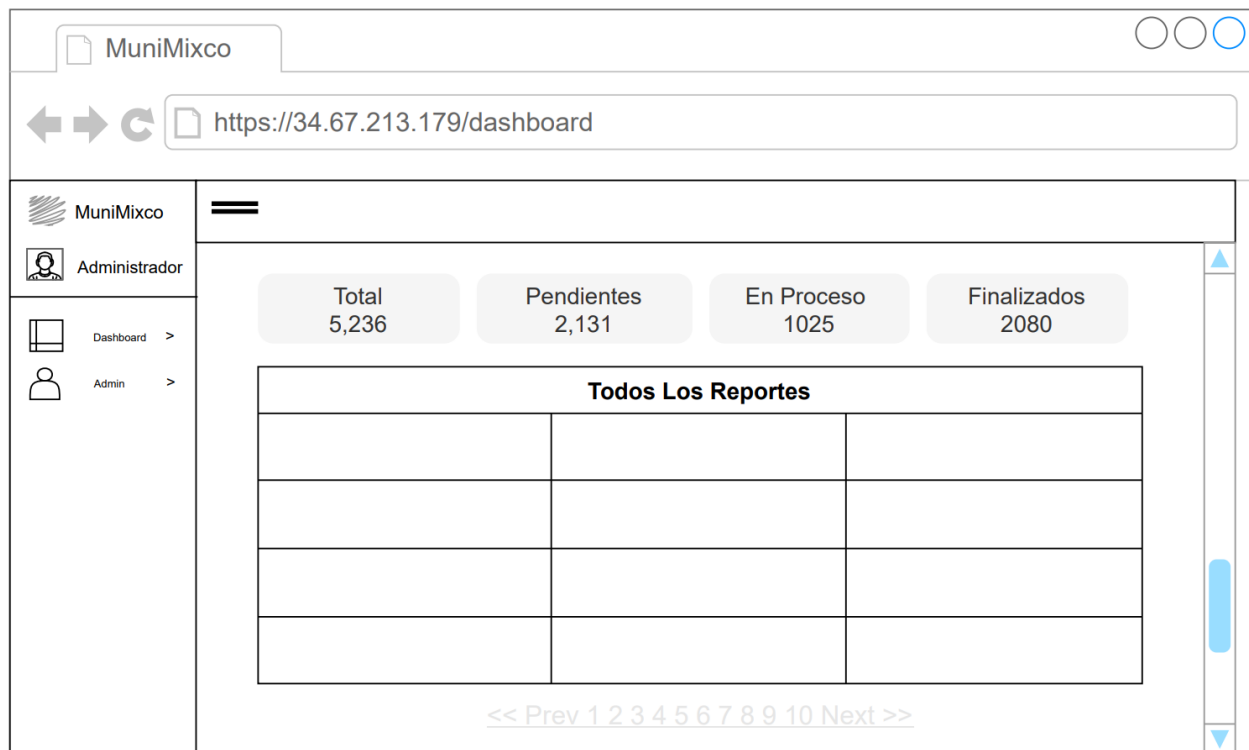 MuniMixco
https://34.67.213.179/dashboard
MuniMixco
Administrador
Dashboard >
Admin >
Total
5,236
Pendientes
2,131
En Proceso
1025
Finalizados
2080
Todos Los Reportes
<< Prev 1 2 3 4 5 6 7 8 9 10 Next >>